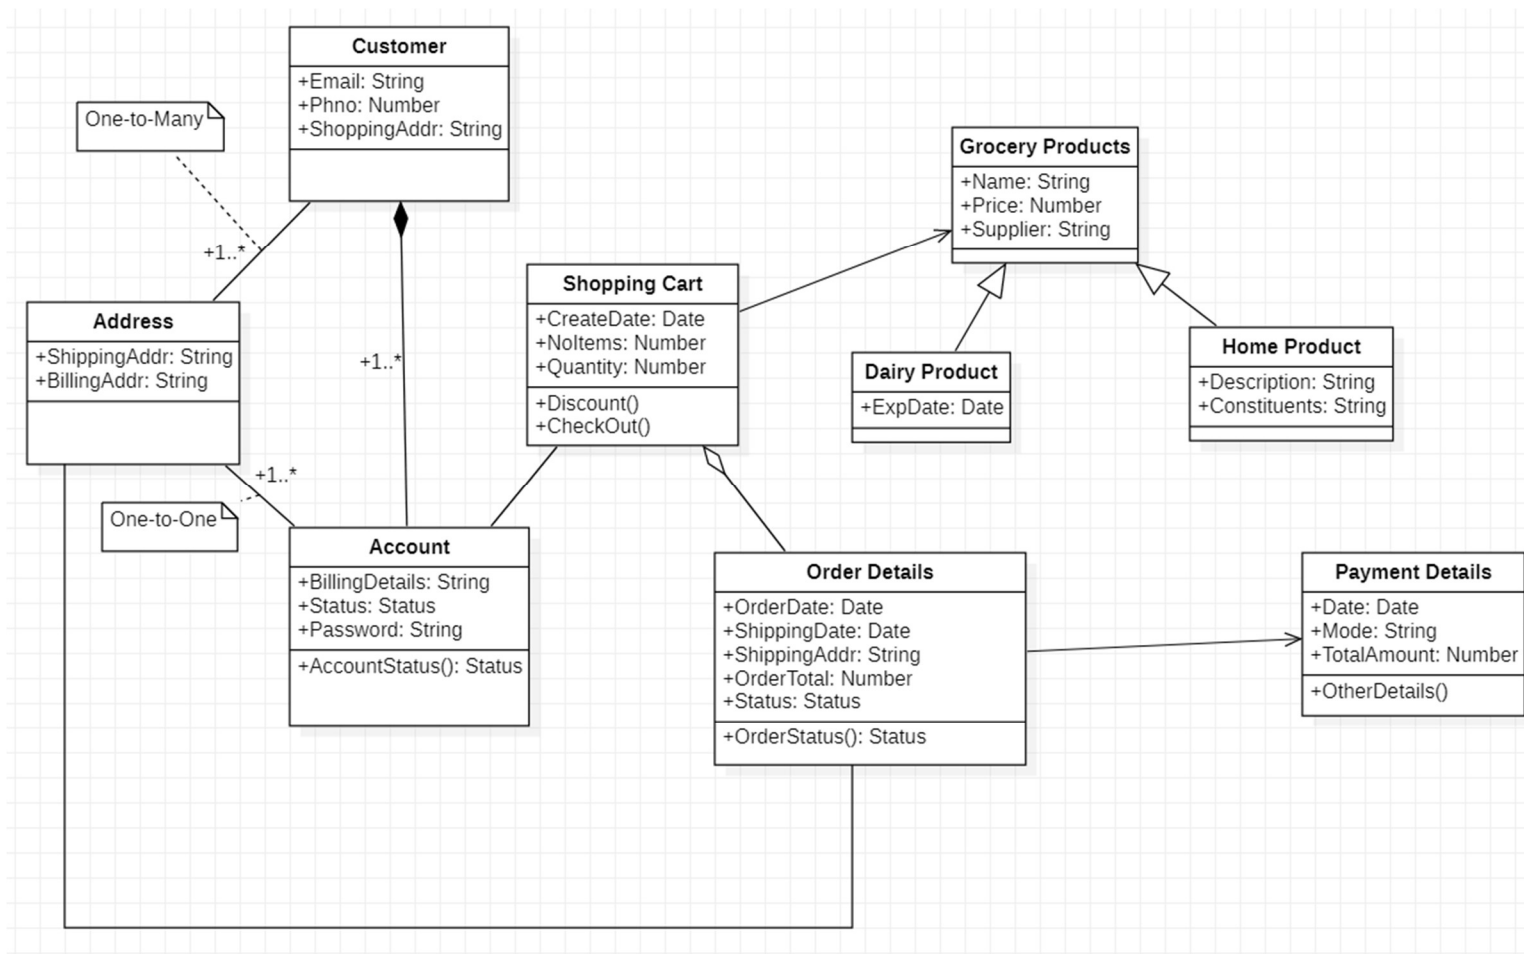 Customer
+Email: String
+Phno: Number
+ShoppingAddr: String
One-to-Many
+1..*
Address
+ShippingAddr: String
+BillingAddr: String
+1..*
+1..*
One-to-One
Account
+BillingDetails: String
+Status: Status
+Password: String
+AccountStatus(): Status
Shopping Cart
+CreateDate: Date
+NoItems: Number
+Quantity: Number
+Discount()
+CheckOut()
Grocery Products
+Name: String
+Price: Number
+Supplier: String
Dairy Product
+ExpDate: Date
Home Product
+Description: String
+Constituents: String
Order Details
+OrderDate: Date
+ShippingDate: Date
+ShippingAddr: String
+OrderTotal: Number
+Status: Status
+OrderStatus(): Status
Payment Details
+Date: Date
+Mode: String
+TotalAmount: Number
+OtherDetails()